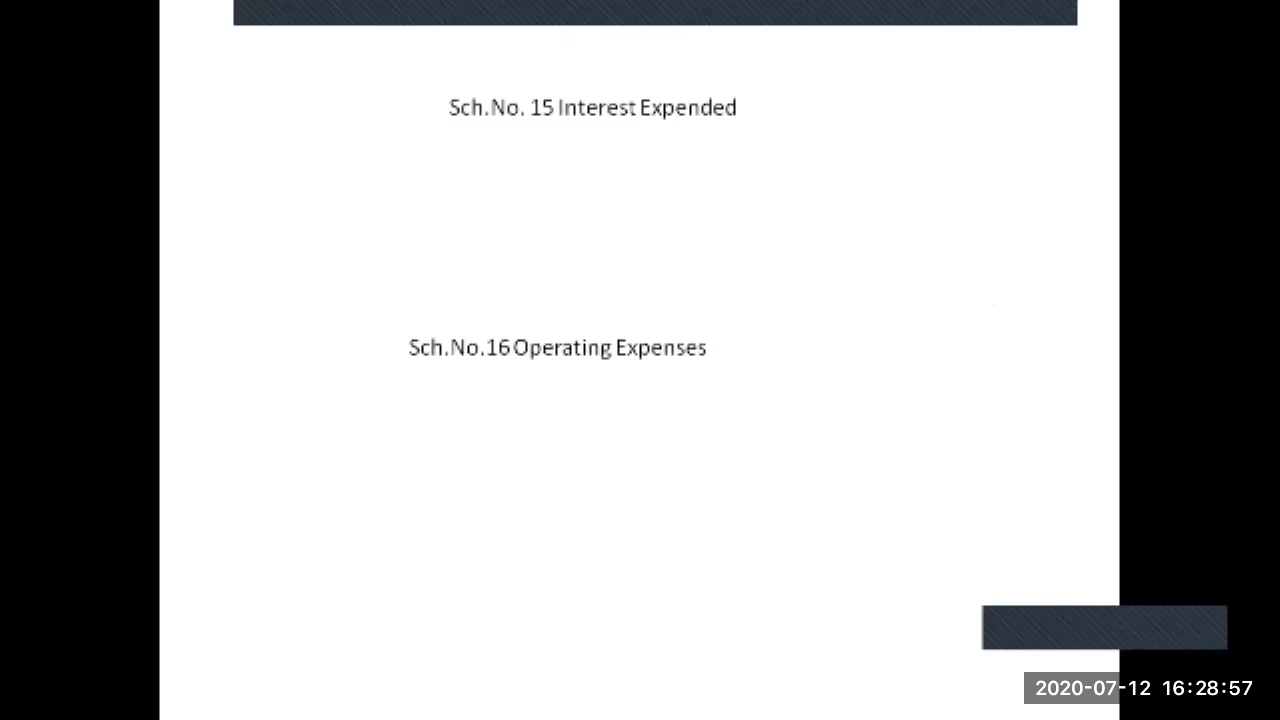 Sch.No. 15 Interest Expended
Sch.No.16 Operating Expenses
2020-07-12 16:28:57